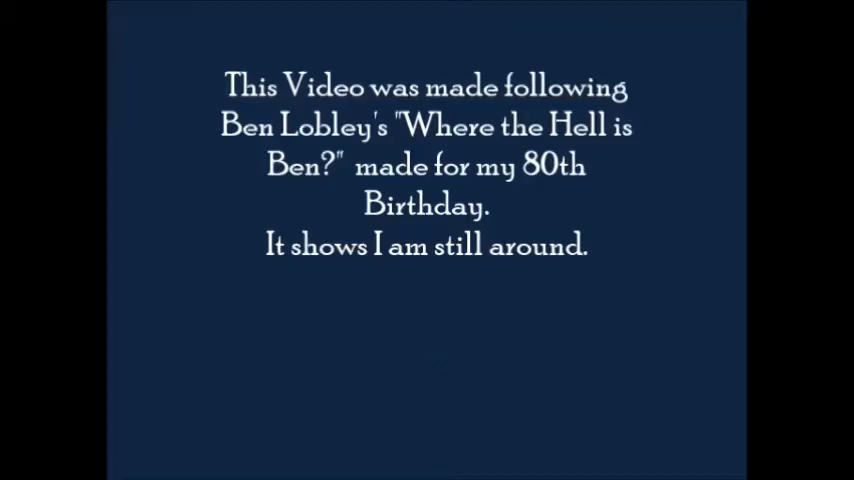 This Video was made following
Ben Lobley's "Where the Hell is
Ben?"  made for my 80th
Birthday.
It shows I am still around.